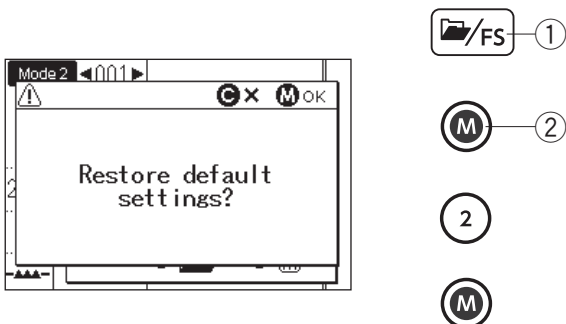 Mode 2 ◀001▶
C × M OK
Restore default
settings?
2
/FS 1
M 2
2
M